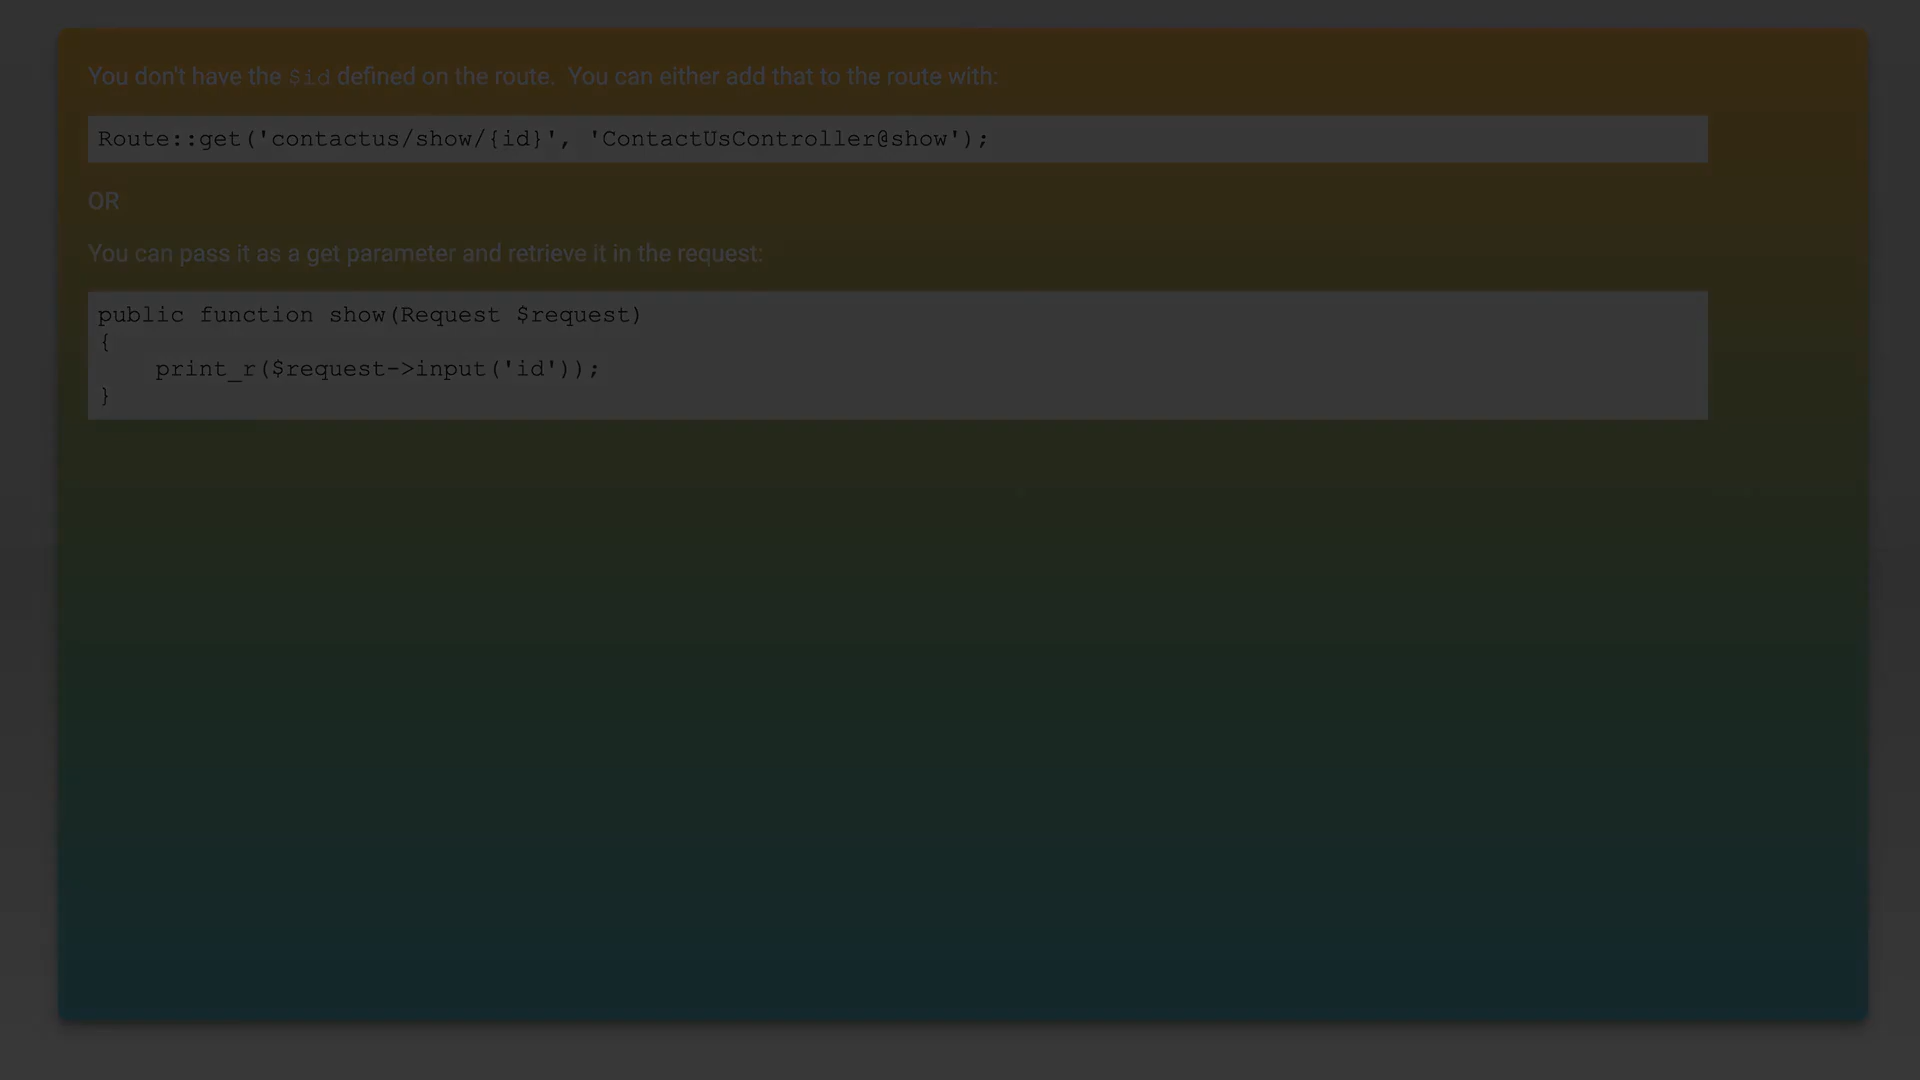 You don't have the $id defined on the route.  You can either add that to the route with:
Route::get('contactus/show/{id}', 'ContactUsController@show');
OR
You can pass it as a get parameter and retrieve it in the request:
public function show(Request $request)
{
    print_r($request->input('id'));
}